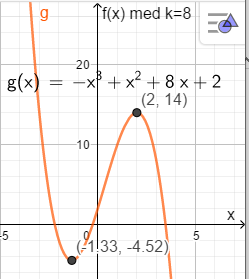 g
f(x) med k=8
20
g(x) = −x³ + x² + 8 x + 2
(2, 14)
10
x
-5
5
(-1.33, -4.52)